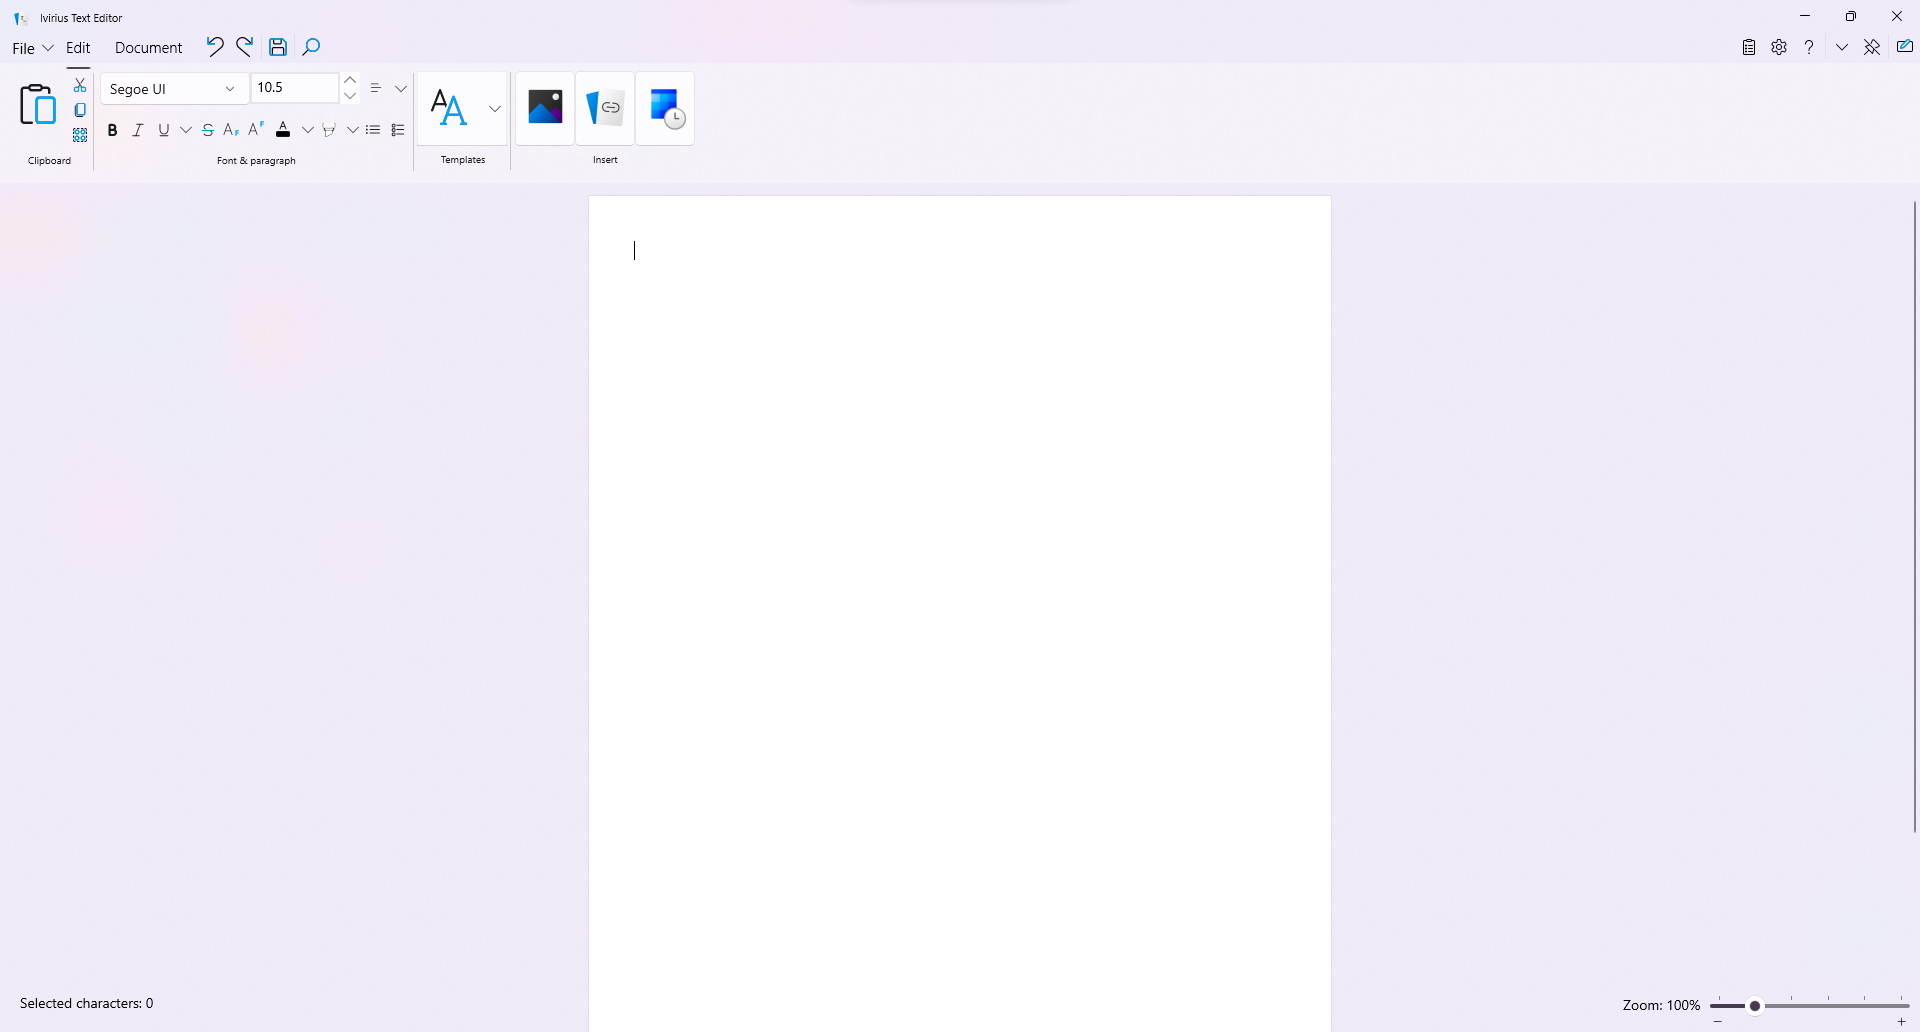 Ivirius Text Editor
File
Edit
Document
Segoe UI
10.5
Clipboard
Font & paragraph
Templates
Insert
Selected characters: 0
Zoom: 100%